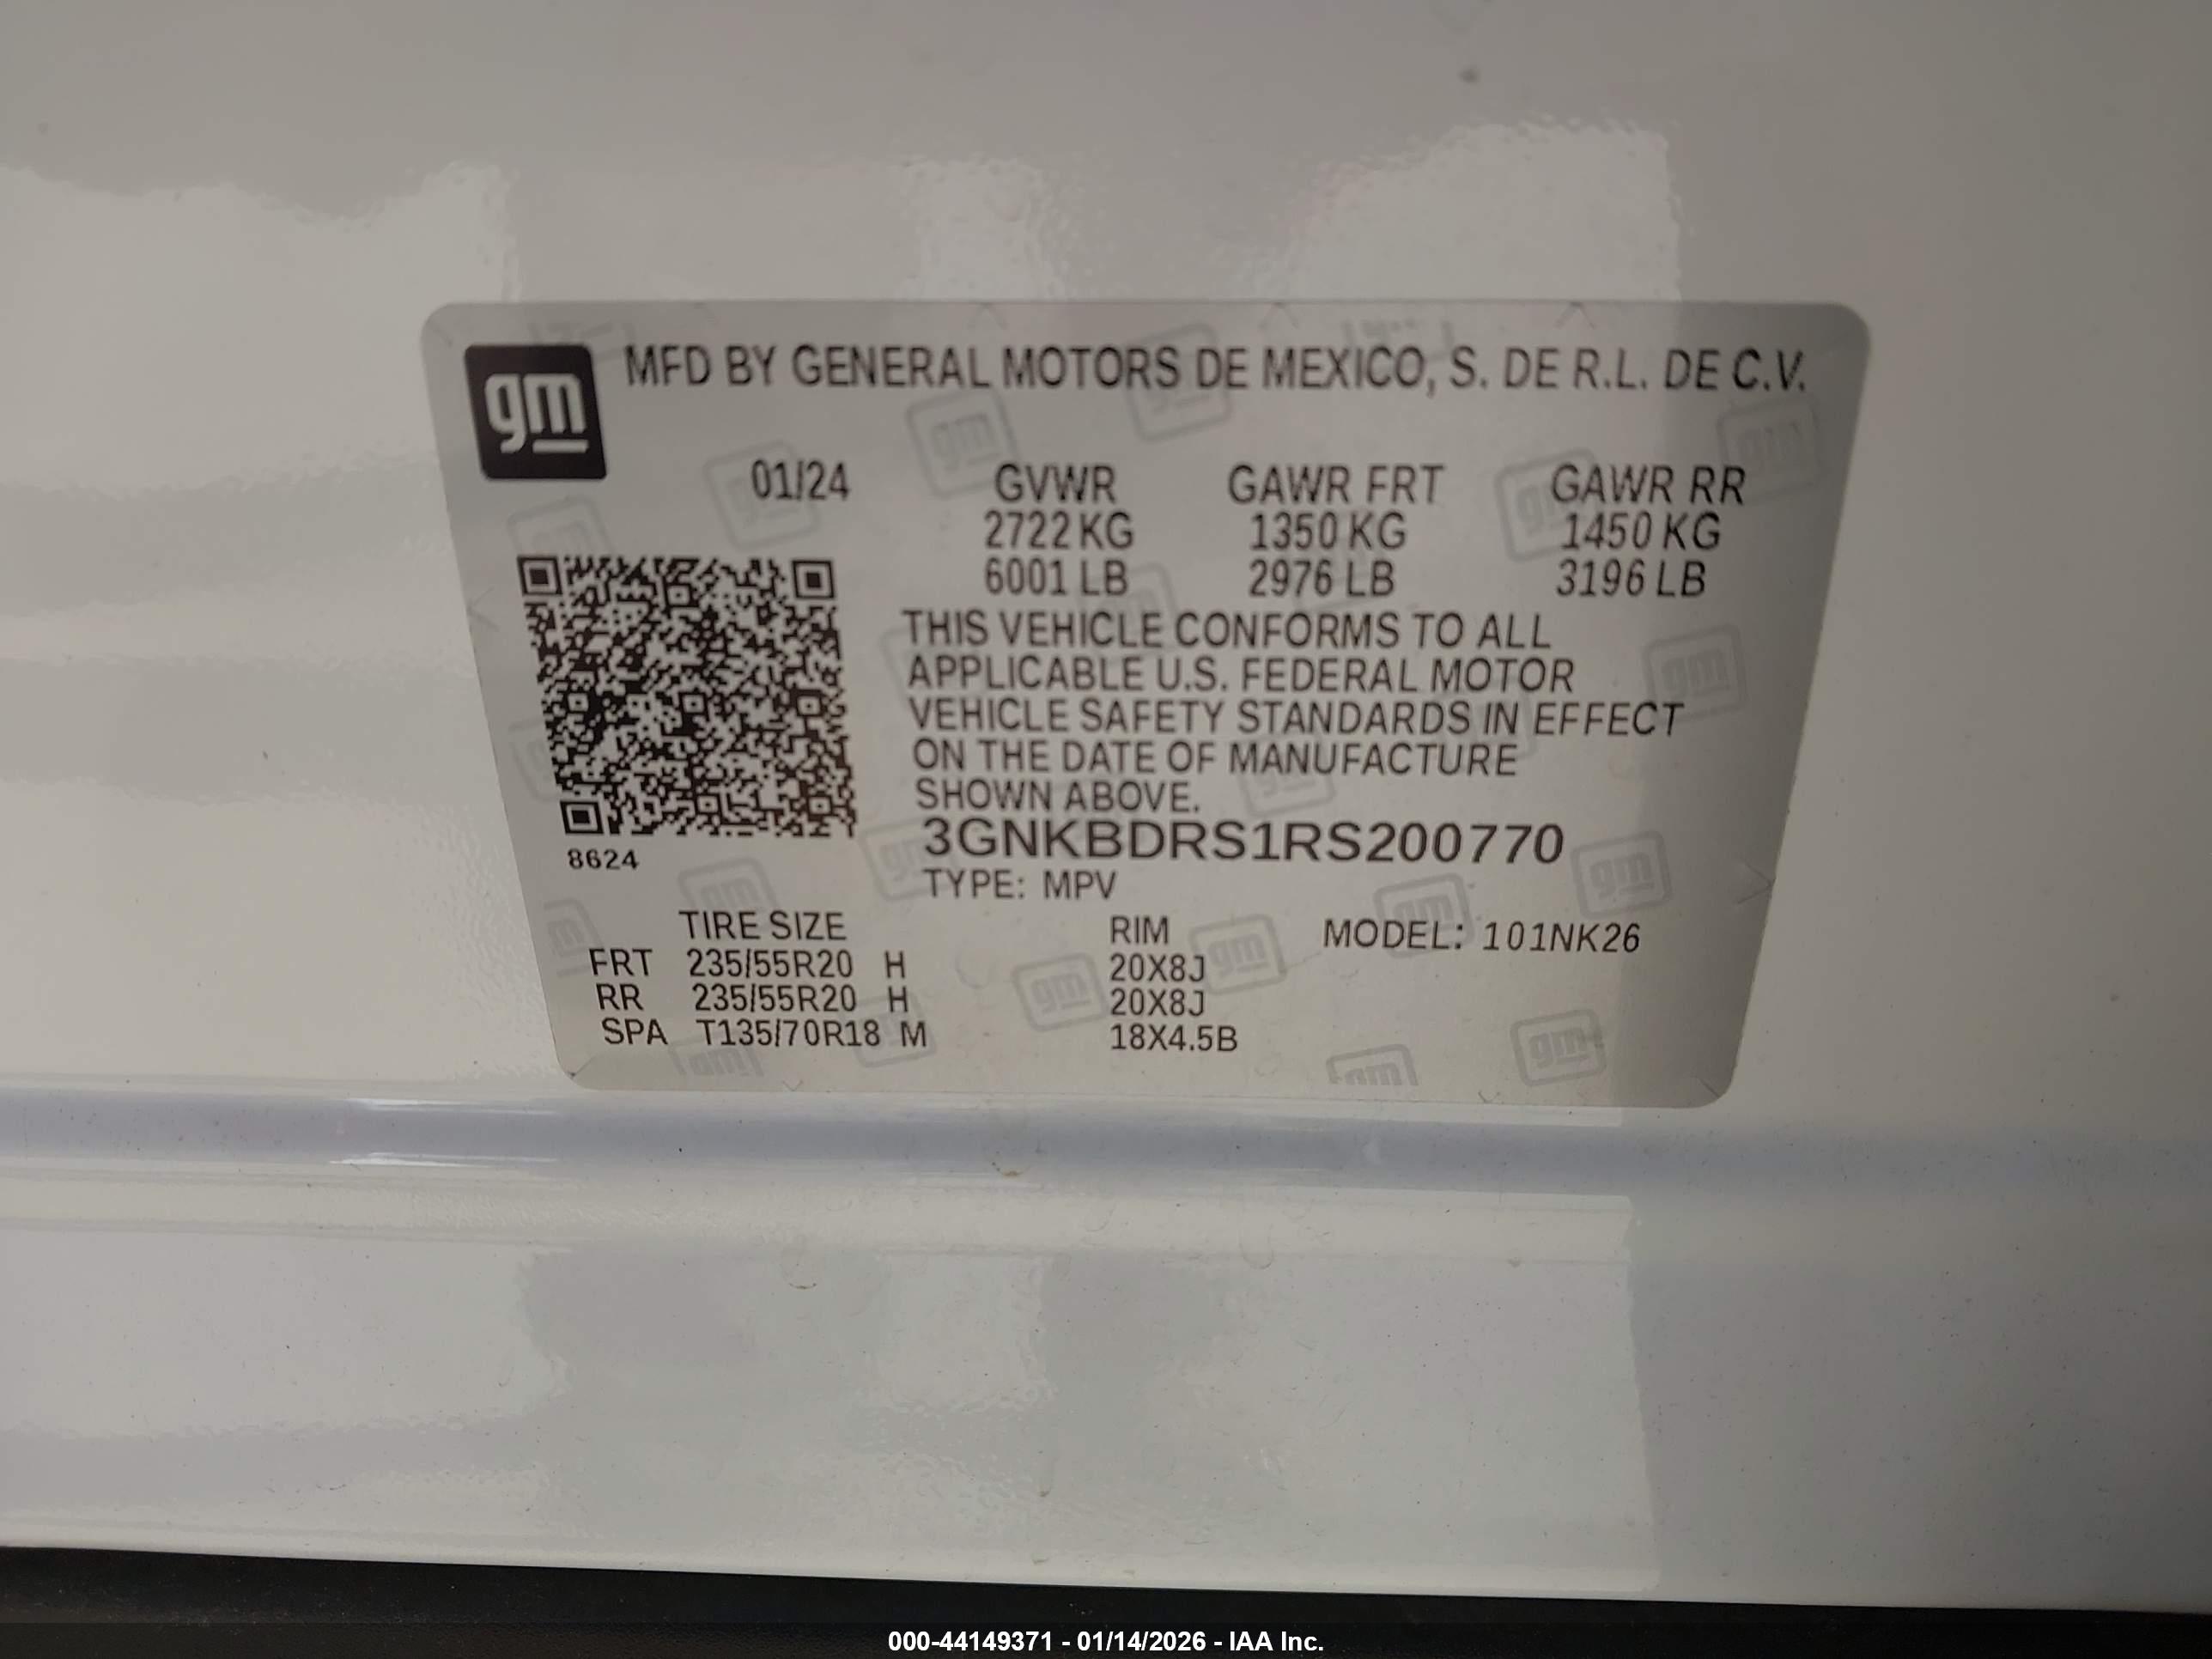 gm
MFD BY GENERAL MOTORS DE MEXICO, S. DE R.L. DE C.V.
01/24 GVWR GAWR FRT GAWR RR
2722 KG 1350 KG 1450 KG
6001 LB 2976 LB 3196 LB
THIS VEHICLE CONFORMS TO ALL
APPLICABLE U.S. FEDERAL MOTOR
VEHICLE SAFETY STANDARDS IN EFFECT
ON THE DATE OF MANUFACTURE
SHOWN ABOVE.
3GNKBDRS1RS200770
8624
TYPE: MPV
TIRE SIZE RIM MODEL: 101NK26
FRT 235/55R20 H 20X8J
RR 235/55R20 H 20X8J
SPA T135/70R18 M 18X4.5B
000-44149371 - 01/14/2026 - IAA Inc.